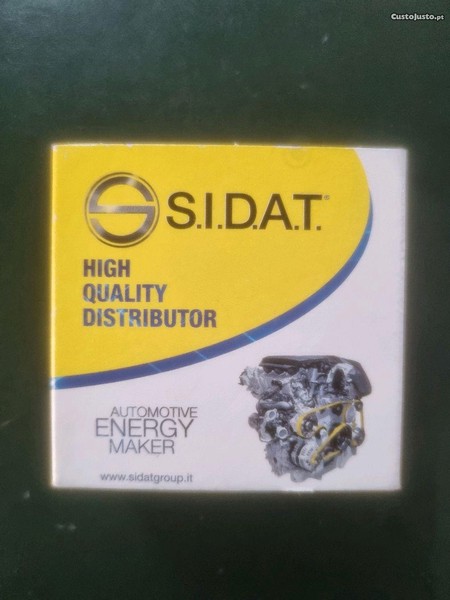 CustoJusto.pt
S.I.D.A.T.®
HIGH
QUALITY
DISTRIBUTOR
AUTOMOTIVE
ENERGY
MAKER
www.sidatgroup.it